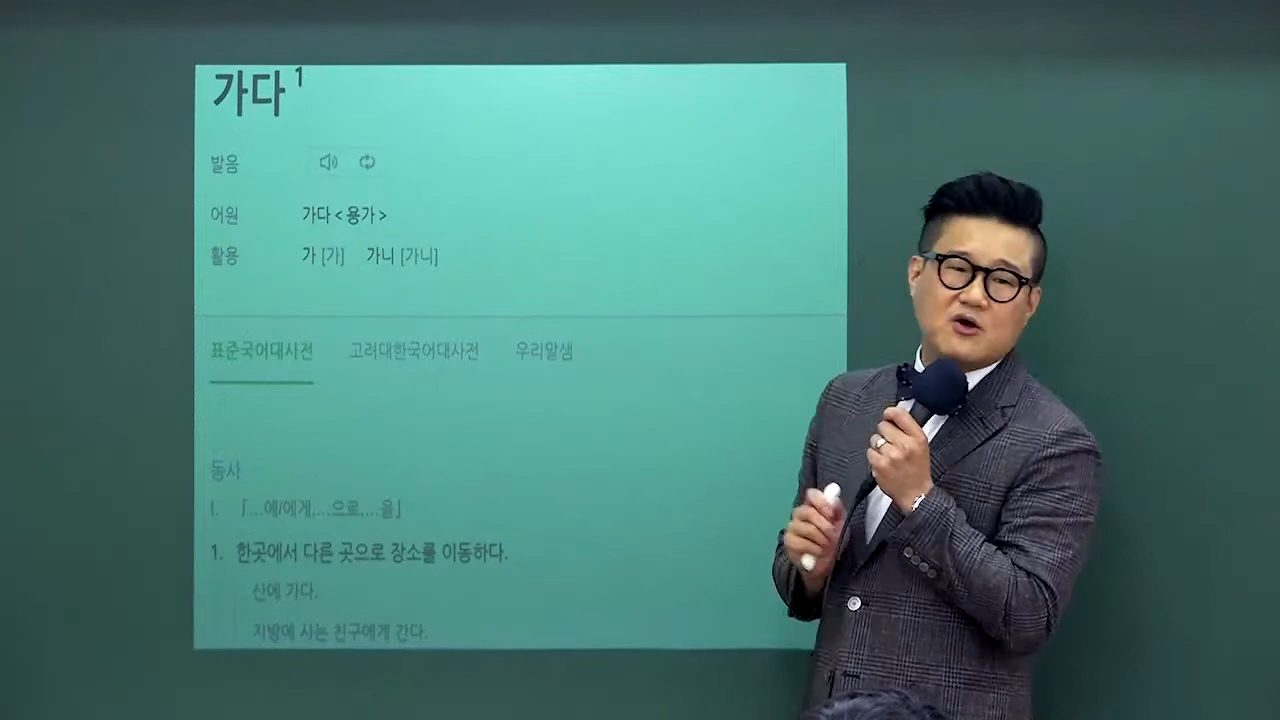 가다¹
발음
어원 가다 < 용가 >
활용 가 [가] 가니 [가니]
표준국어대사전 고려대한국어대사전 우리말샘
동사
Ⅰ. 「…에/에게,…으로,…을」
1. 한곳에서 다른 곳으로 장소를 이동하다.
산에 가다.
지방에 사는 친구에게 간다.